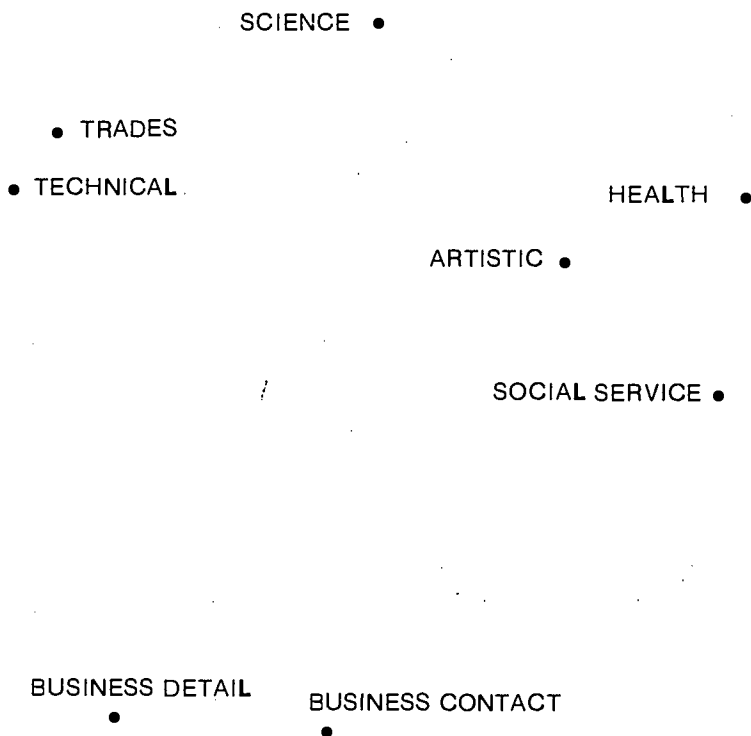 SCIENCE
TRADES
TECHNICAL
HEALTH
ARTISTIC
SOCIAL SERVICE
BUSINESS DETAIL
BUSINESS CONTACT